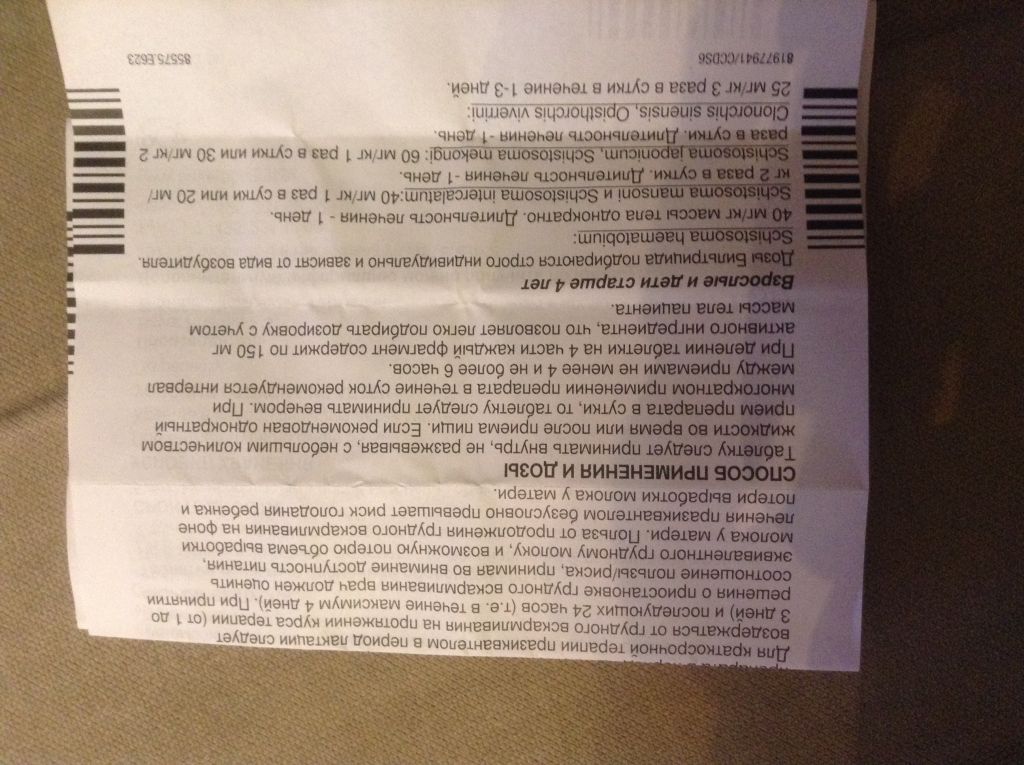 Для краткосрочной терапии празиквантелом в период лактации следует
воздержаться от грудного вскармливания на протяжении курса терапии (от 1 до
3 дней) и последующих 24 часов (т.е. в течение максимум 4 дней). При принятии
решения о приостановке грудного вскармливания врач должен оценить
соотношение пользы/риска, принимая во внимание доступность питания,
эквивалентного грудному молоку, и возможную потерю объема выработки
молока у матери. Польза от продолжения грудного вскармливания на фоне
лечения празиквантелом безусловно превышает риск голодания ребенка и
потери выработки молока у матери.
СПОСОБ ПРИМЕНЕНИЯ И ДОЗЫ
Таблетку следует принимать внутрь, не разжевывая, с небольшим количеством
жидкости во время или после приема пищи. Если рекомендован однократный
прием препарата в сутки, то таблетку следует принимать вечером. При
многократном применении препарата в течение суток рекомендуется интервал
между приемами не менее 4 и не более 6 часов.
При делении таблетки на 4 части каждый фрагмент содержит по 150 мг
активного ингредиента, что позволяет легко подбирать дозировку с учетом
массы тела пациента.
Взрослые и дети старше 4 лет
Дозы Бильтрицида подбираются строго индивидуально и зависят от вида возбудителя.
Schistosoma haematobium:
40 мг/кг массы тела однократно. Длительность лечения - 1 день.
Schistosoma mansoni и Schistosoma intercalatum:40 мг/кг 1 раз в сутки или 20 мг/
кг 2 раза в сутки. Длительность лечения -1 день.
Schistosoma japonicum, Schistosoma mekongi: 60 мг/кг 1 раз в сутки или 30 мг/кг 2
раза в сутки. Длительность лечения -1 день.
Clonorchis sinensis, Opisthorchis viverrini:
25 мг/кг 3 раза в сутки в течение 1-3 дней.
81977941/CCDS6 85575.E623